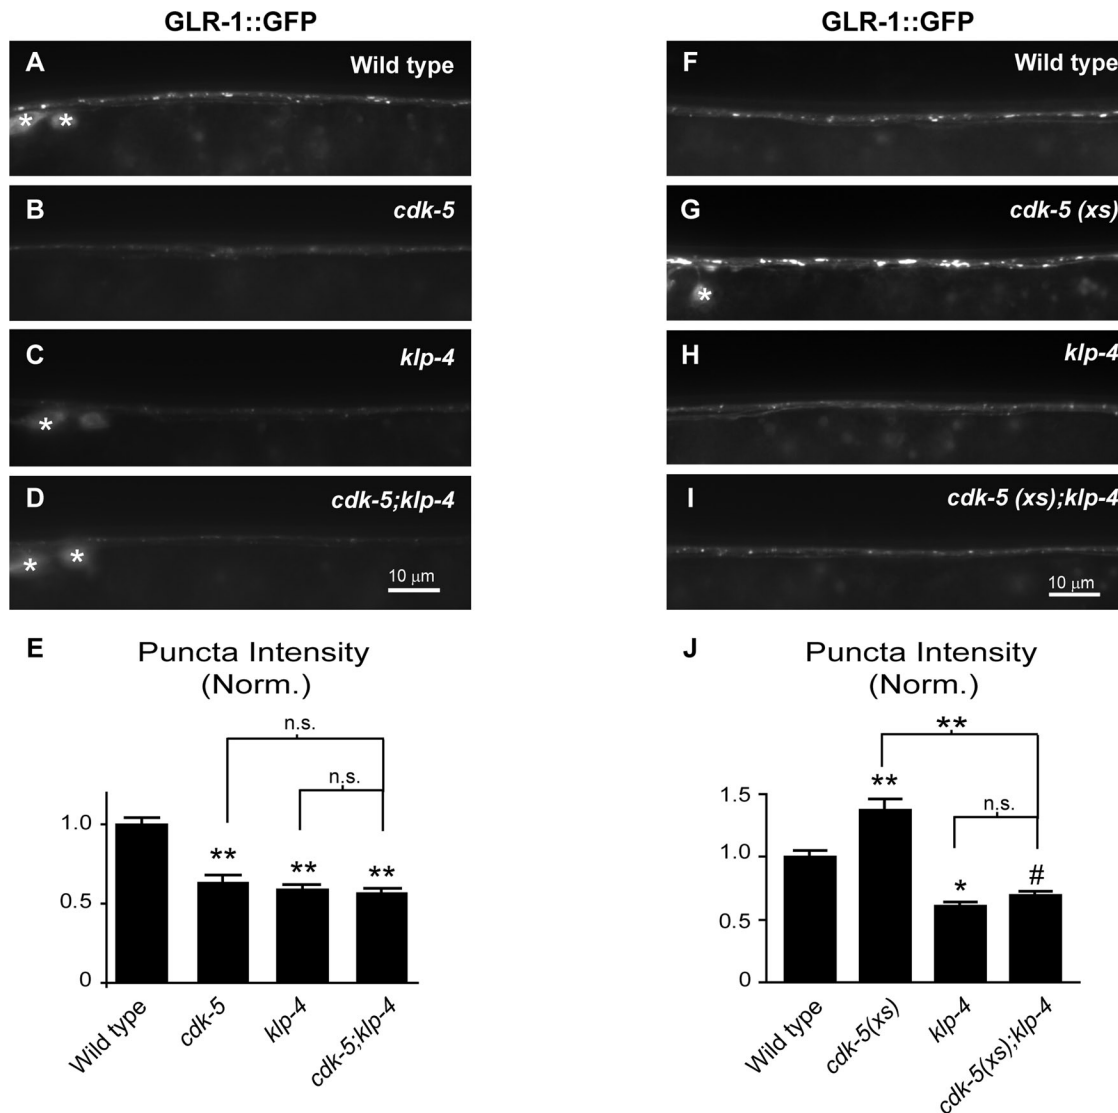 GLR-1::GFP
A
Wild type
*
*
B
cdk-5
C
klp-4
*
D
cdk-5;klp-4
*
*
10 μm
E
Puncta Intensity
(Norm.)
n.s.
n.s.
1.0
**
**
**
0.5
0
Wild type
cdk-5
klp-4
cdk-5;klp-4
GLR-1::GFP
F
Wild type
G
cdk-5 (xs)
*
H
klp-4
I
cdk-5 (xs);klp-4
10 μm
J
Puncta Intensity
(Norm.)
**
**
1.5
n.s.
1.0
*
#
0.5
0
Wild type
cdk-5(xs)
klp-4
cdk-5(xs);klp-4